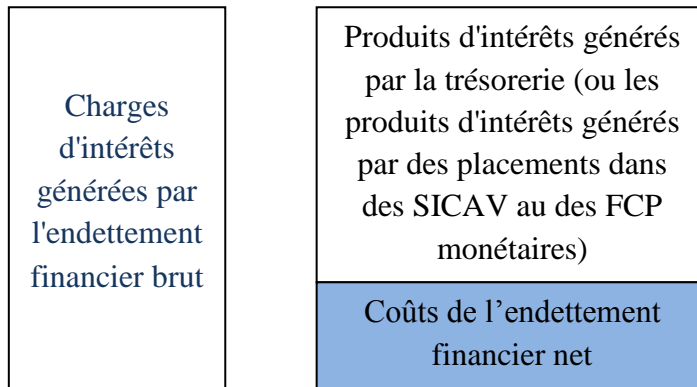 Charges
d'intérêts
générées par
l'endettement
financier brut
Produits d'intérêts générés
par la trésorerie (ou les
produits d'intérêts générés
par des placements dans
des SICAV au des FCP
monétaires)
Coûts de l’endettement
financier net